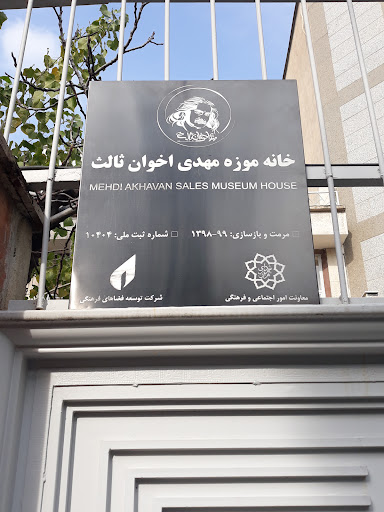 خانه موزه مهدی اخوان ثالث
MEHDI AKHAVAN SALES MUSEUM HOUSE
مرمت و بازسازی: ۹۹-۱۳۹۸ □ شماره ثبت ملی: ۱۰۴۰۴ □
معاونت امور اجتماعی و فرهنگی
شرکت توسعه فضاهای فرهنگی